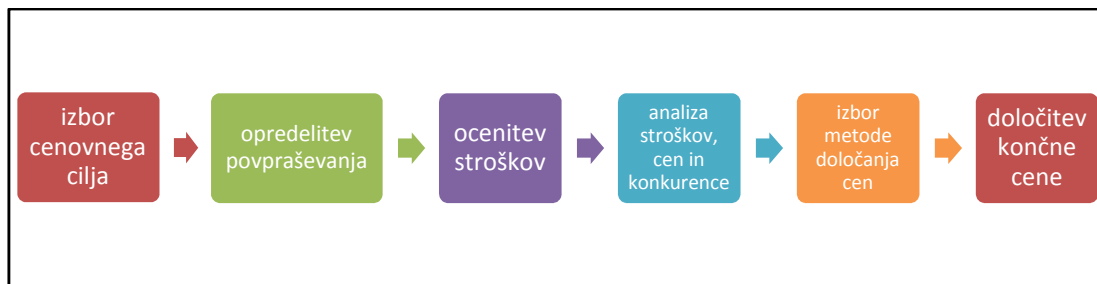 izbor
cenovnega
cilja
opredelitev
povpraševanja
ocenitev
stroškov
analiza
stroškov,
cen in
konkurence
izbor
metode
določanja
cen
določitev
končne
cene